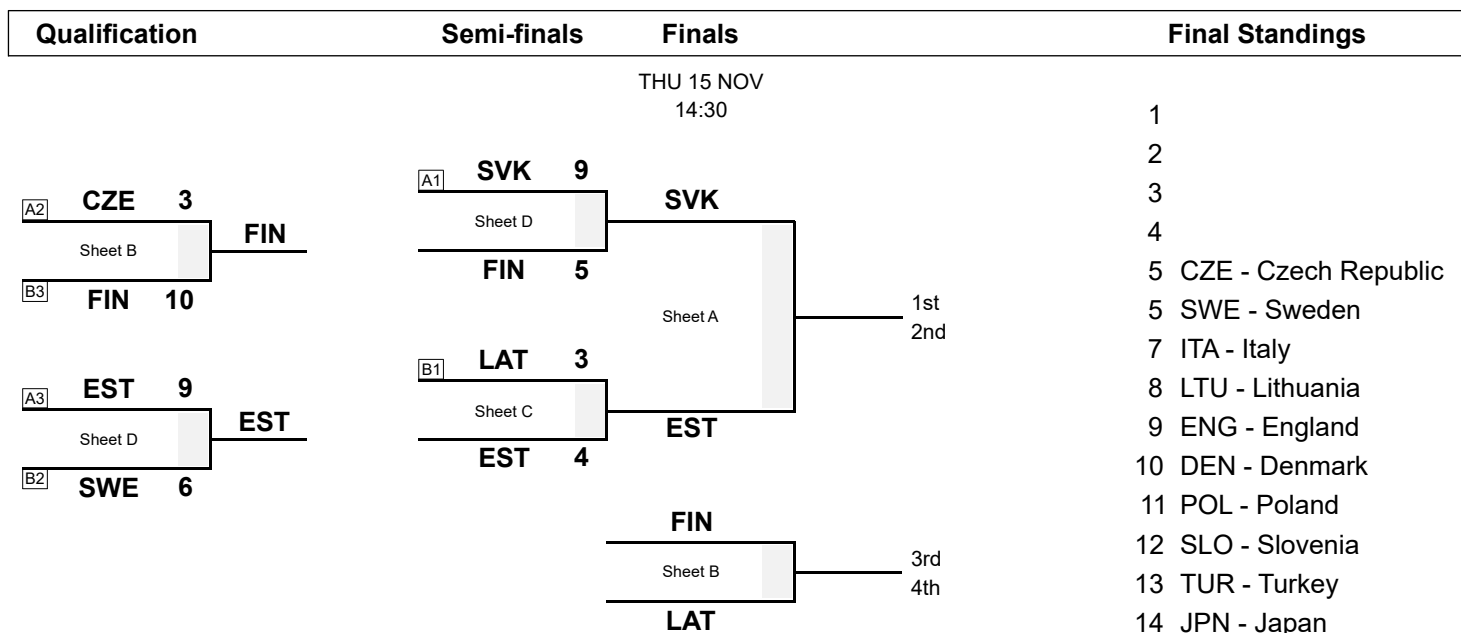 Qualification Semi-finals Finals Final Standings
THU 15 NOV
14:30
A2 CZE 3
Sheet B
FIN
B3 FIN 10
A3 EST 9
Sheet D
EST
B2 SWE 6
A1 SVK 9
Sheet D
FIN 5
B1 LAT 3
Sheet C
EST 4
SVK
Sheet A
EST
1st
2nd
FIN
Sheet B
LAT
3rd
4th
1
2
3
4
5 CZE - Czech Republic
5 SWE - Sweden
7 ITA - Italy
8 LTU - Lithuania
9 ENG - England
10 DEN - Denmark
11 POL - Poland
12 SLO - Slovenia
13 TUR - Turkey
14 JPN - Japan